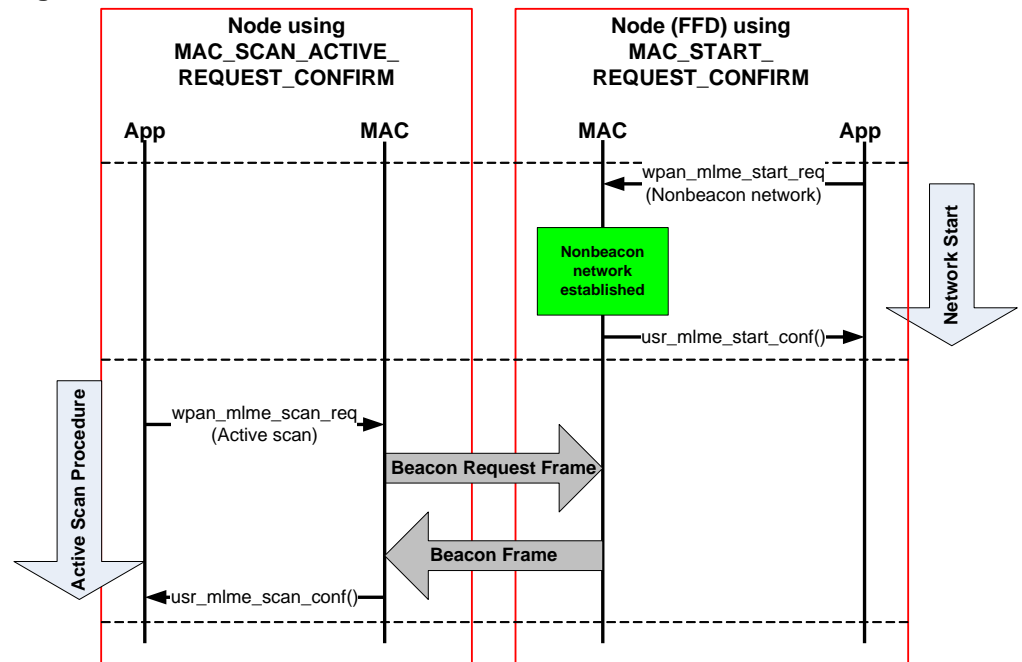 Node using
MAC_SCAN_ACTIVE_
REQUEST_CONFIRM
Node (FFD) using
MAC_START_
REQUEST_CONFIRM
App
MAC
MAC
App
wpan_mlme_start_req
(Nonbeacon network)
Nonbeacon
network
established
Network Start
usr_mlme_start_conf()
wpan_mlme_scan_req
(Active scan)
Active Scan Procedure
Beacon Request Frame
Beacon Frame
usr_mlme_scan_conf()